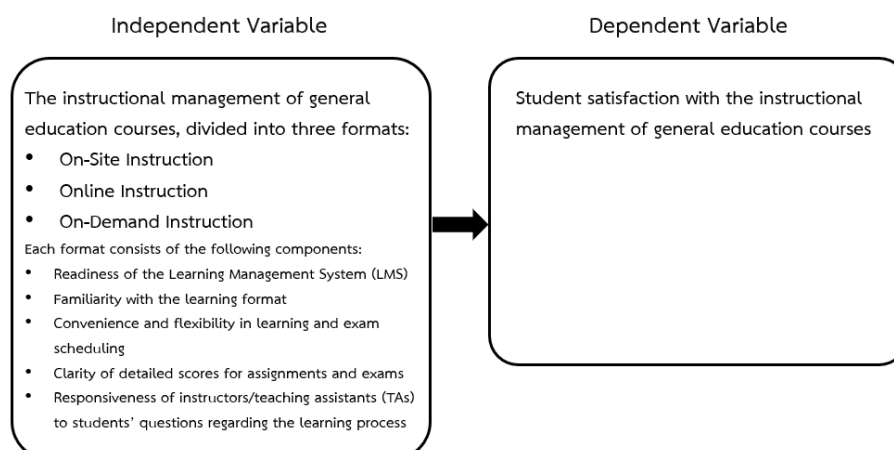 Independent Variable
Dependent Variable
The instructional management of general
education courses, divided into three formats:
• On-Site Instruction
• Online Instruction
• On-Demand Instruction
Each format consists of the following components:
• Readiness of the Learning Management System (LMS)
• Familiarity with the learning format
• Convenience and flexibility in learning and exam
scheduling
• Clarity of detailed scores for assignments and exams
• Responsiveness of instructors/teaching assistants (TAs)
to students' questions regarding the learning process
Student satisfaction with the instructional
management of general education courses